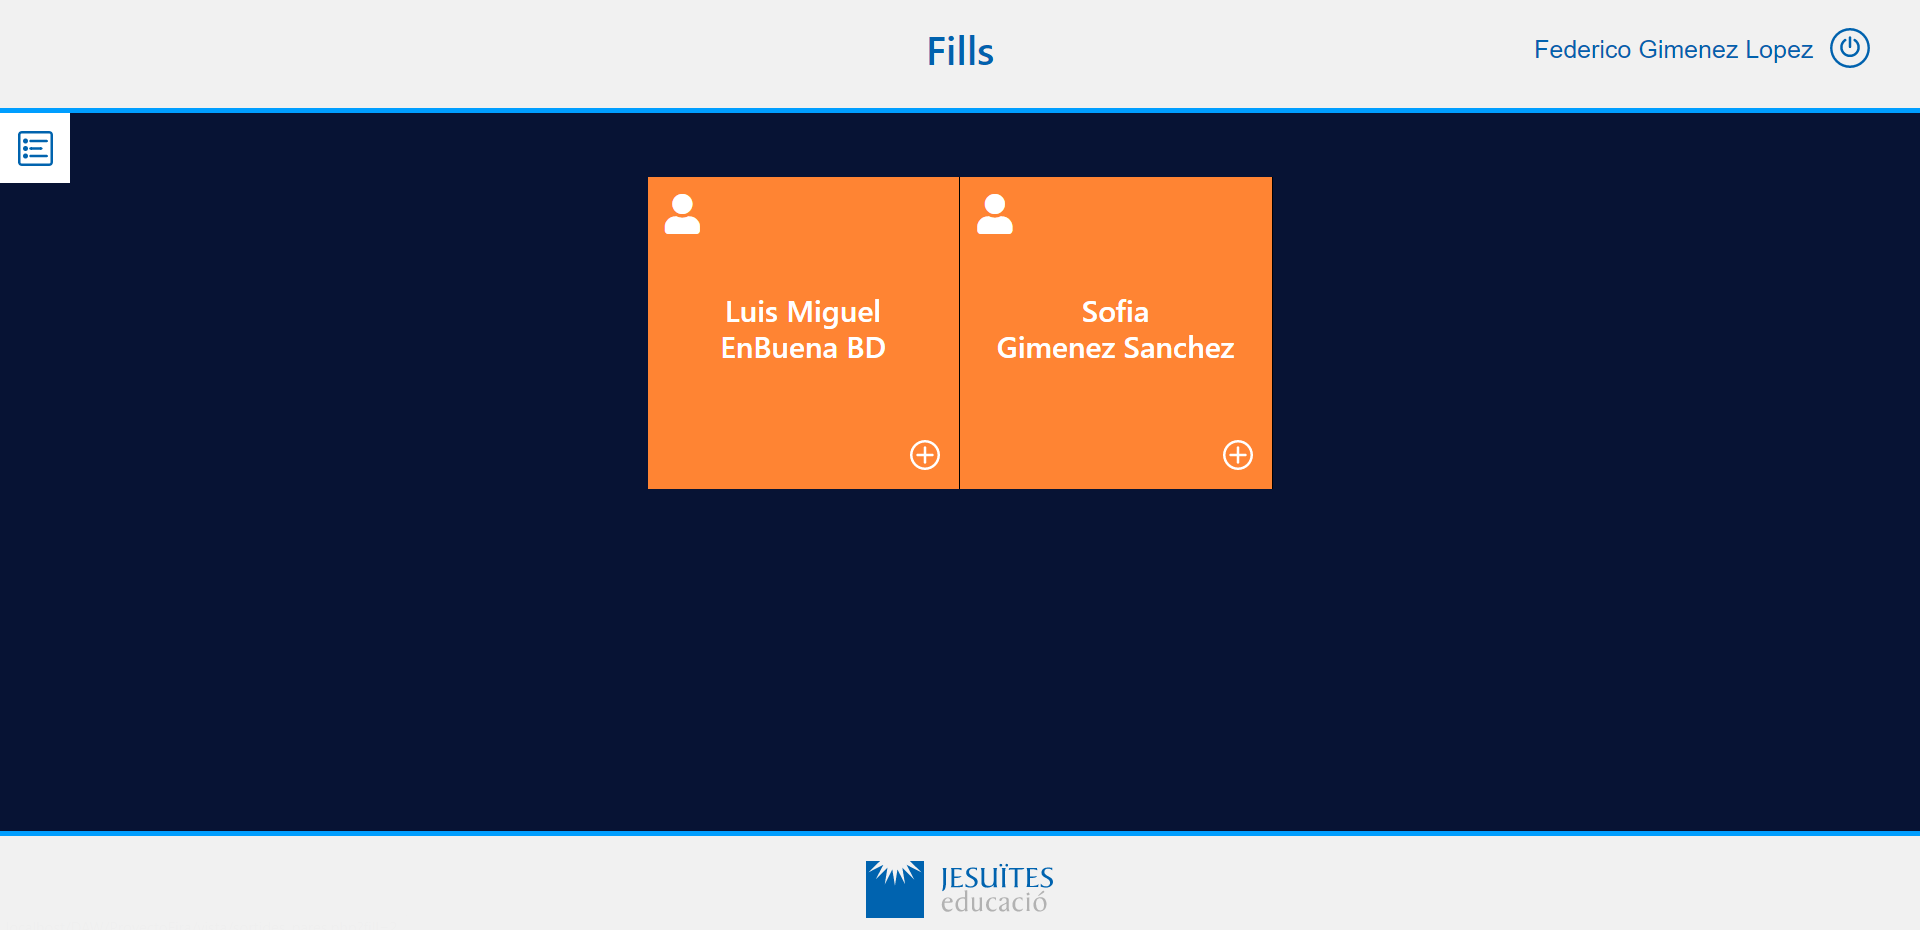 Fills
Federico Gimenez Lopez
Luis Miguel
EnBuena BD
Sofia
Gimenez Sanchez
JESUÏTES
educació